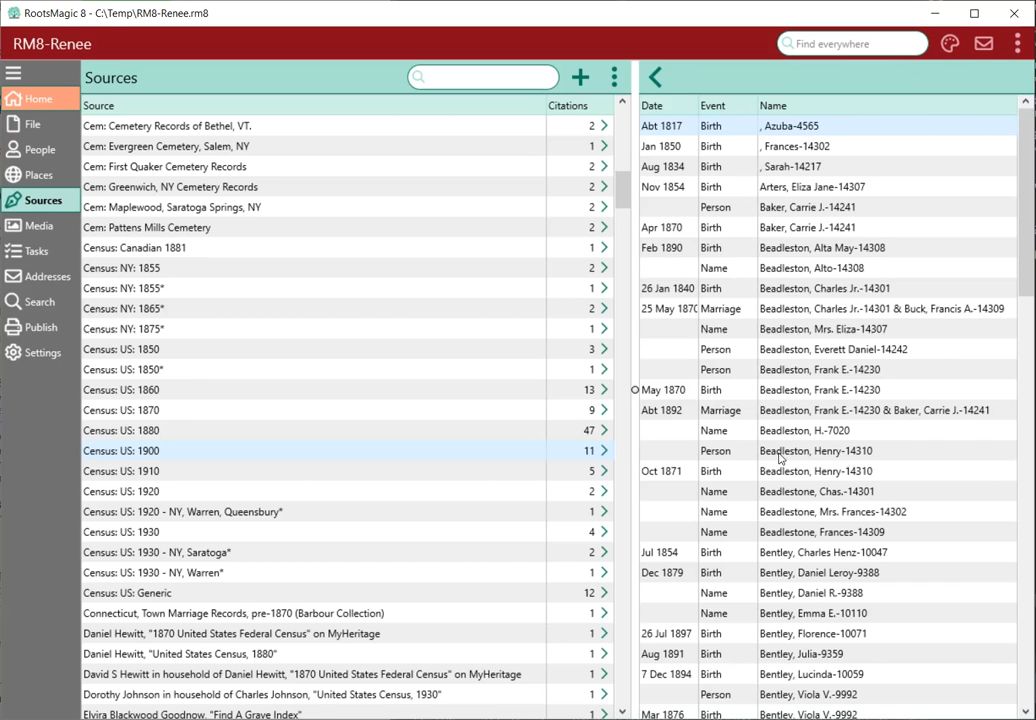 RootsMagic 8 - C:\Temp\RM8-Renee.rm8
RM8-Renee
Find everywhere
Home
File
People
Places
Sources
Media
Tasks
Addresses
Search
Publish
Settings
Sources
Source Citations
Cem: Cemetery Records of Bethel, VT. 2
Cem: Evergreen Cemetery, Salem, NY 1
Cem: First Quaker Cemetery Records 2
Cem: Greenwich, NY Cemetery Records 2
Cem: Maplewood, Saratoga Springs, NY 2
Cem: Pattens Mills Cemetery 2
Census: Canadian 1881 1
Census: NY: 1855 2
Census: NY: 1855* 1
Census: NY: 1865* 2
Census: NY: 1875* 1
Census: US: 1850 3
Census: US: 1850* 1
Census: US: 1860 13
Census: US: 1870 9
Census: US: 1880 47
Census: US: 1900 11
Census: US: 1910 5
Census: US: 1920 2
Census: US: 1920 - NY, Warren, Queensbury* 1
Census: US: 1930 4
Census: US: 1930 - NY, Saratoga* 2
Census: US: 1930 - NY, Warren* 1
Census: US: Generic 12
Connecticut, Town Marriage Records, pre-1870 (Barbour Collection) 1
Daniel Hewitt, "1870 United States Federal Census" on MyHeritage 1
Daniel Hewitt, "United States Census, 1880" 1
David S Hewitt in household of Daniel Hewitt, "1870 United States Federal Census" on MyHeritage 1
Dorothy Johnson in household of Charles Johnson, "United States Census, 1930" 1
Elvira Blackwood Goodnow, "Find A Grave Index" 1
Date Event Name
Abt 1817 Birth , Azuba-4565
Jan 1850 Birth , Frances-14302
Aug 1834 Birth , Sarah-14217
Nov 1854 Birth Arters, Eliza Jane-14307
Person Baker, Carrie J.-14241
Apr 1870 Birth Baker, Carrie J.-14241
Feb 1890 Birth Beadleston, Alta May-14308
Name Beadleston, Alto-14308
26 Jan 1840 Birth Beadleston, Charles Jr.-14301
25 May 1870 Marriage Beadleston, Charles Jr.-14301 & Buck, Francis A.-14309
Name Beadleston, Mrs. Eliza-14307
Person Beadleston, Everett Daniel-14242
Person Beadleston, Frank E.-14230
May 1870 Birth Beadleston, Frank E.-14230
Abt 1892 Marriage Beadleston, Frank E.-14230 & Baker, Carrie J.-14241
Name Beadleston, H.-7020
Person Beadleston, Henry-14310
Oct 1871 Birth Beadleston, Henry-14310
Name Beadlestone, Chas.-14301
Name Beadlestone, Mrs. Frances-14302
Name Beadlestone, Frances-14309
Jul 1854 Birth Bentley, Charles Henz-10047
Dec 1879 Birth Bentley, Daniel Leroy-9388
Name Bentley, Daniel R.-9388
Name Bentley, Emma E.-10110
26 Jul 1897 Birth Bentley, Florence-10071
Aug 1891 Birth Bentley, Julia-9359
7 Dec 1894 Birth Bentley, Lucinda-10059
Person Bentley, Viola V.-9992
Mar 1876 Birth Bentley, Viola V.-9992